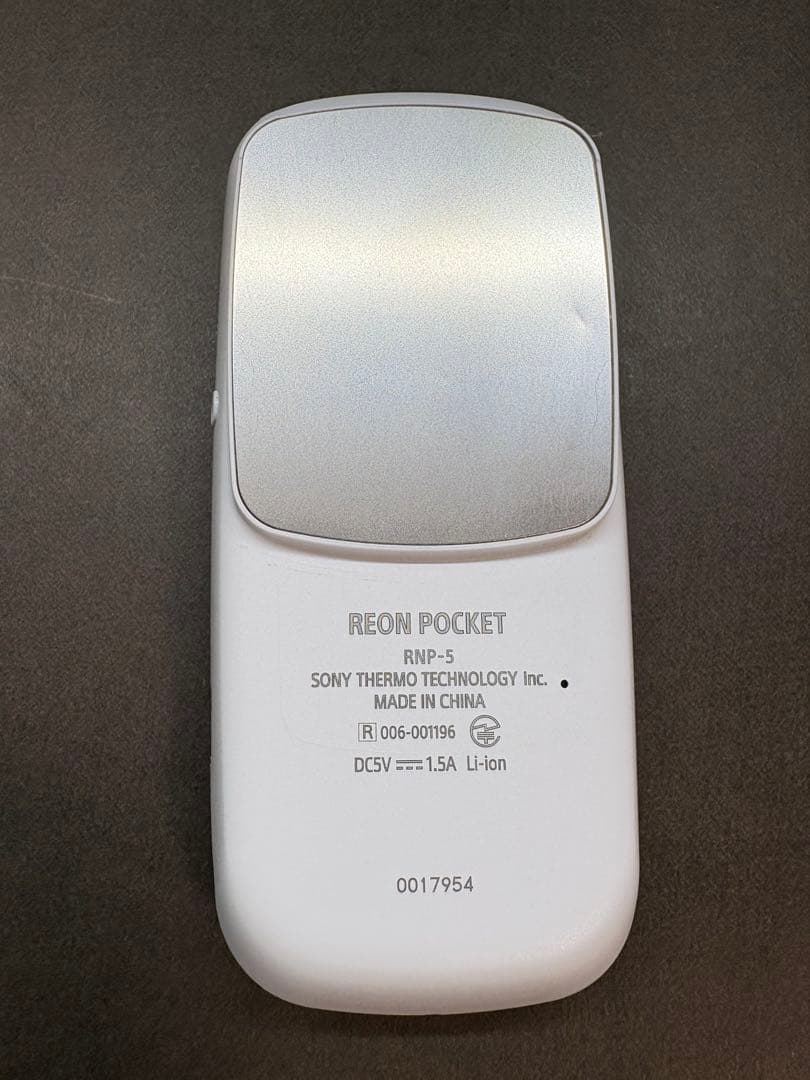 REON POCKET
RNP-5
SONY THERMO TECHNOLOGY Inc.
MADE IN CHINA
R 006-001196
DC5V ⎓ 1.5A Li-ion
0017954